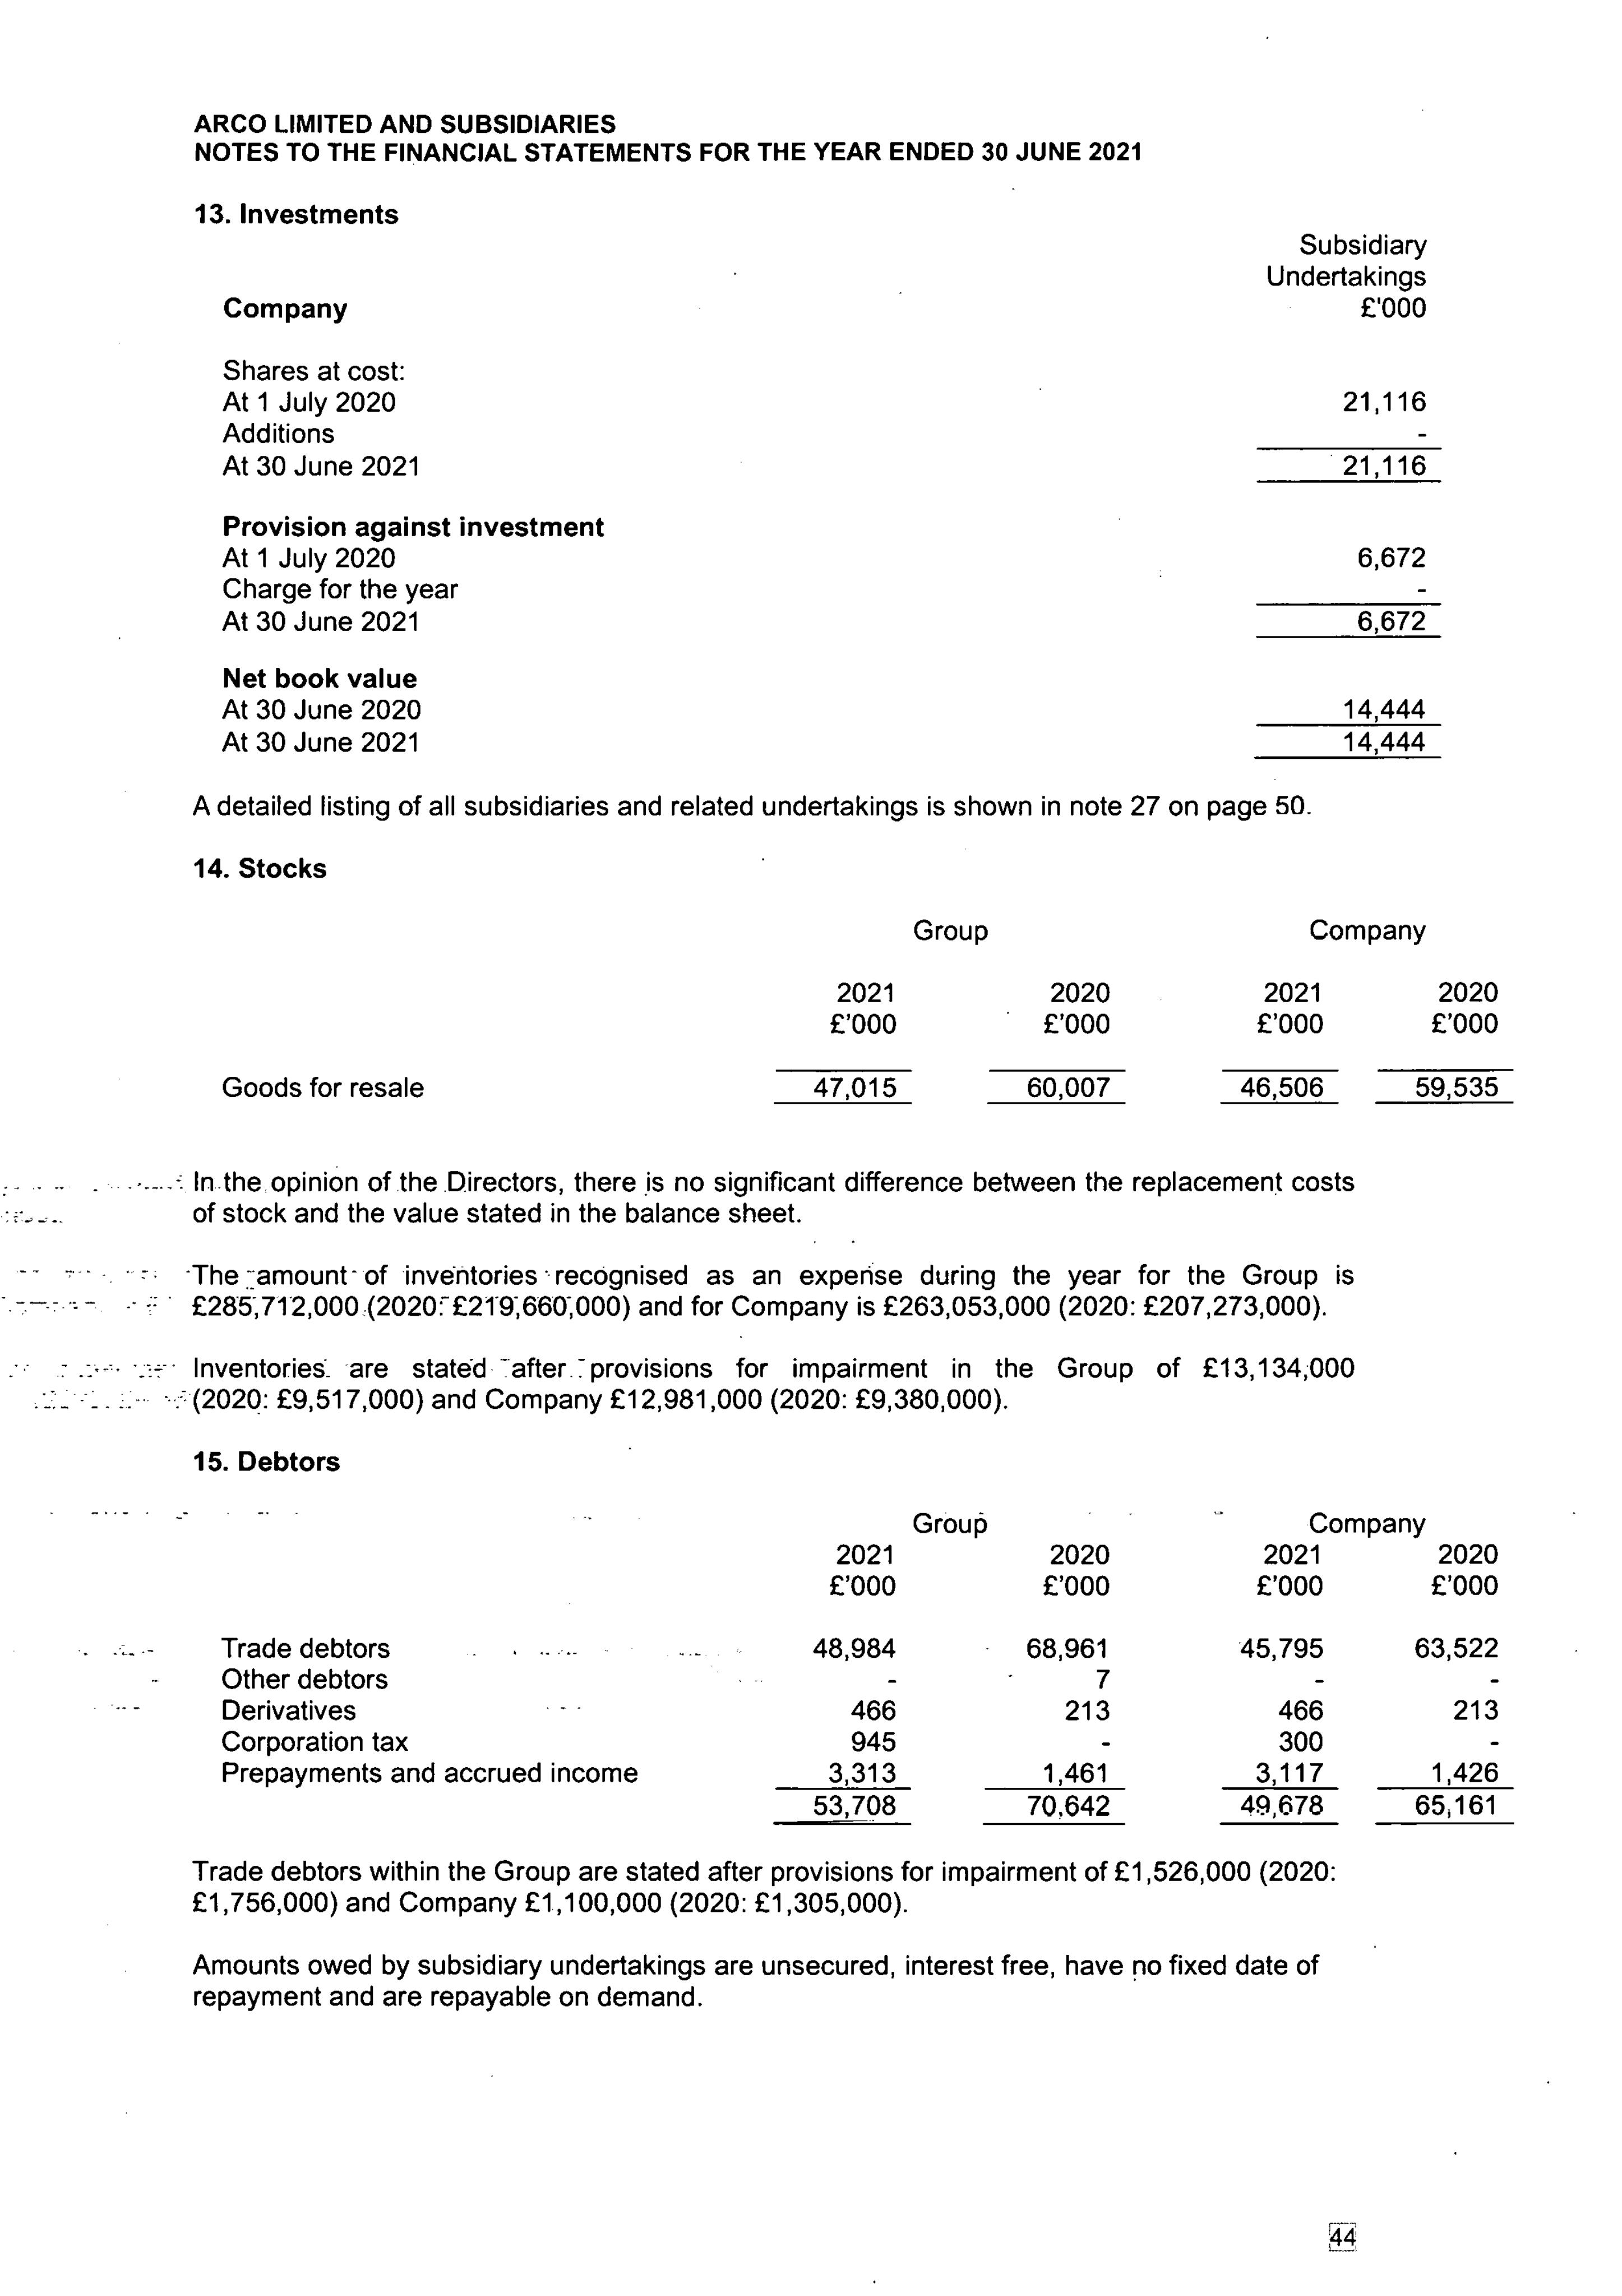 ARCO LIMITED AND SUBSIDIARIES
NOTES TO THE FINANCIAL STATEMENTS FOR THE YEAR ENDED 30 JUNE 2021
13. Investments
Subsidiary
Undertakings
Company £'000
Shares at cost:
At 1 July 2020 21,116
Additions -
At 30 June 2021 21,116
Provision against investment
At 1 July 2020 6,672
Charge for the year -
At 30 June 2021 6,672
Net book value
At 30 June 2020 14,444
At 30 June 2021 14,444
A detailed listing of all subsidiaries and related undertakings is shown in note 27 on page 50.
14. Stocks
Group Company
2021 2020 2021 2020
£'000 £'000 £'000 £'000
Goods for resale 47,015 60,007 46,506 59,535
In the opinion of the Directors, there is no significant difference between the replacement costs
of stock and the value stated in the balance sheet.
The amount of inventories recognised as an expense during the year for the Group is
£285,712,000 (2020: £219,660,000) and for Company is £263,053,000 (2020: £207,273,000).
Inventories are stated after provisions for impairment in the Group of £13,134,000
(2020: £9,517,000) and Company £12,981,000 (2020: £9,380,000).
15. Debtors
Group Company
2021 2020 2021 2020
£'000 £'000 £'000 £'000
Trade debtors 48,984 68,961 45,795 63,522
Other debtors - 7 - -
Derivatives 466 213 466 213
Corporation tax 945 - 300 -
Prepayments and accrued income 3,313 1,461 3,117 1,426
53,708 70,642 49,678 65,161
Trade debtors within the Group are stated after provisions for impairment of £1,526,000 (2020:
£1,756,000) and Company £1,100,000 (2020: £1,305,000).
Amounts owed by subsidiary undertakings are unsecured, interest free, have no fixed date of
repayment and are repayable on demand.
44